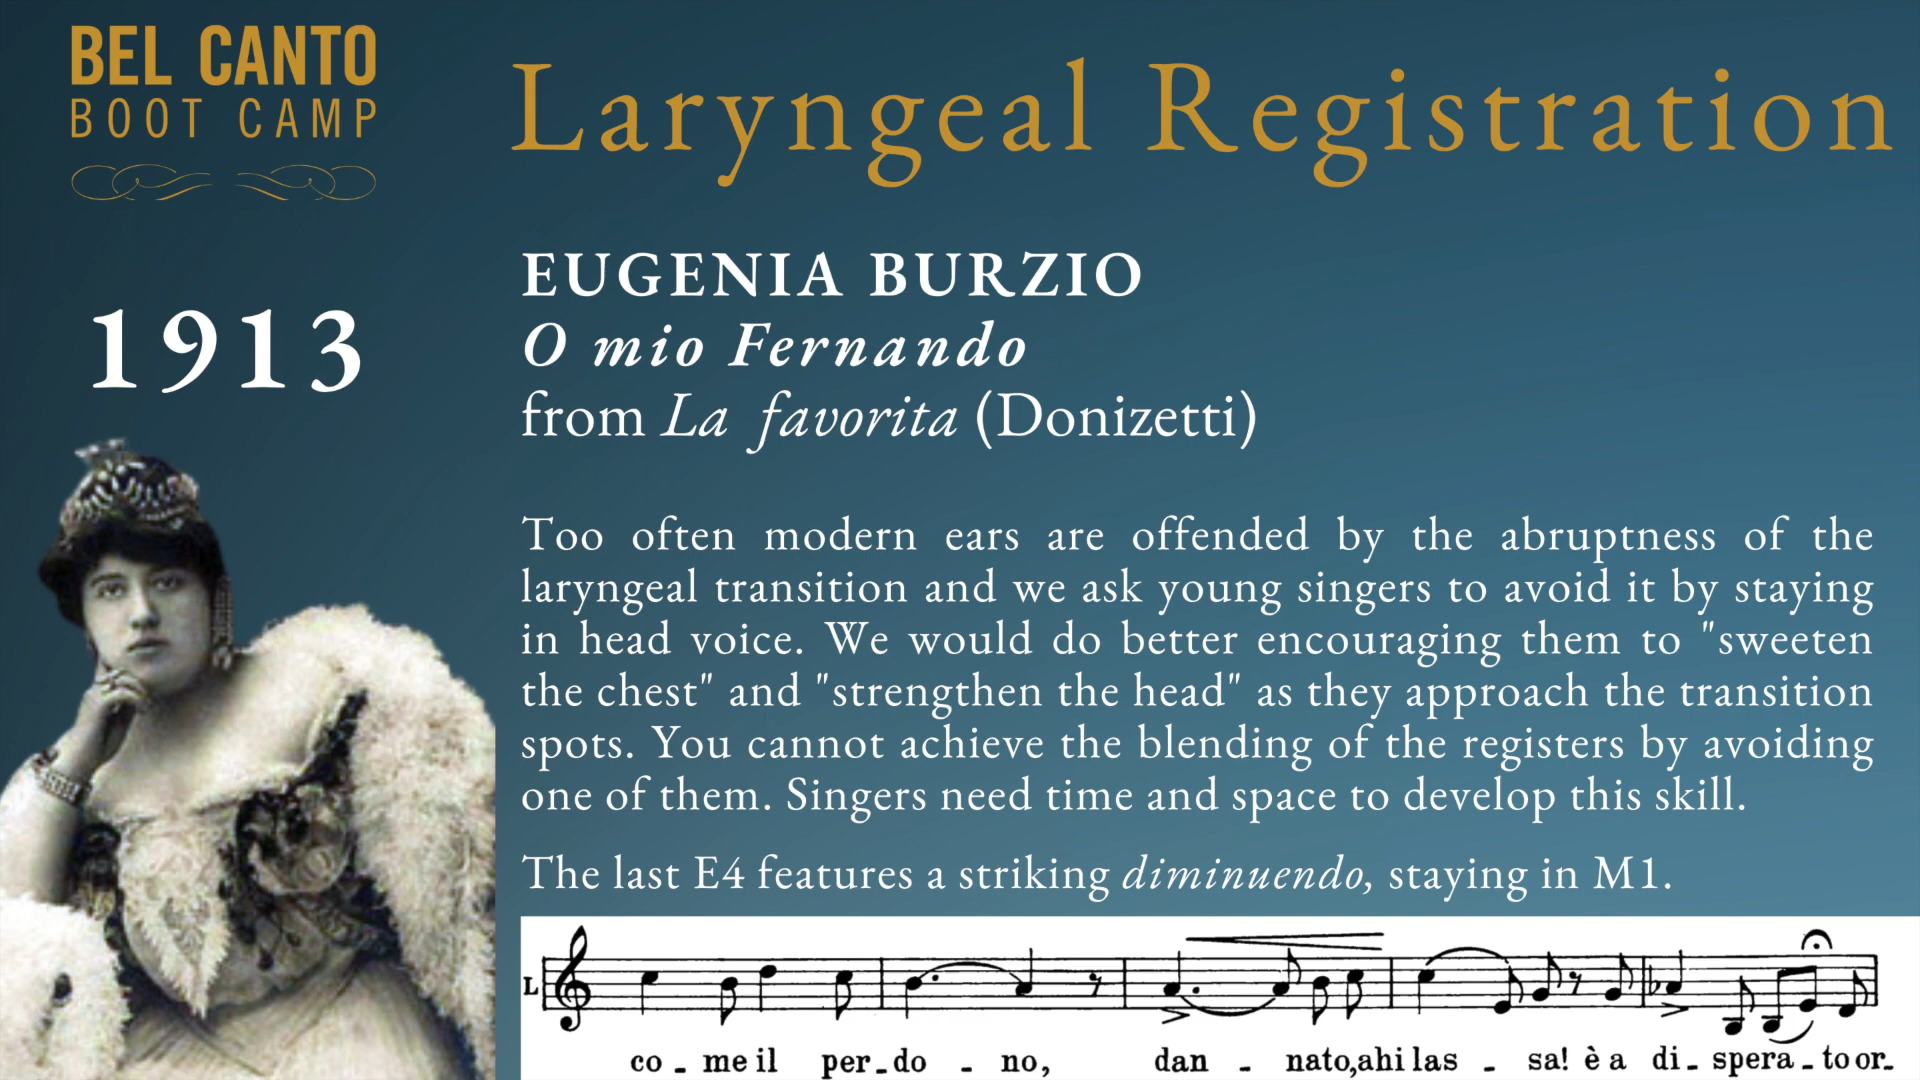 BEL CANTO
BOOT CAMP
Laryngeal Registration
1913
EUGENIA BURZIO
O mio Fernando
from La favorita (Donizetti)
Too often modern ears are offended by the abruptness of the
laryngeal transition and we ask young singers to avoid it by staying
in head voice. We would do better encouraging them to "sweeten
the chest" and "strengthen the head" as they approach the transition
spots. You cannot achieve the blending of the registers by avoiding
one of them. Singers need time and space to develop this skill.
The last E4 features a striking diminuendo, staying in M1.
L
co - me il per - do - no, dan - nato, ahi las - sa! è a di - spera - to or -